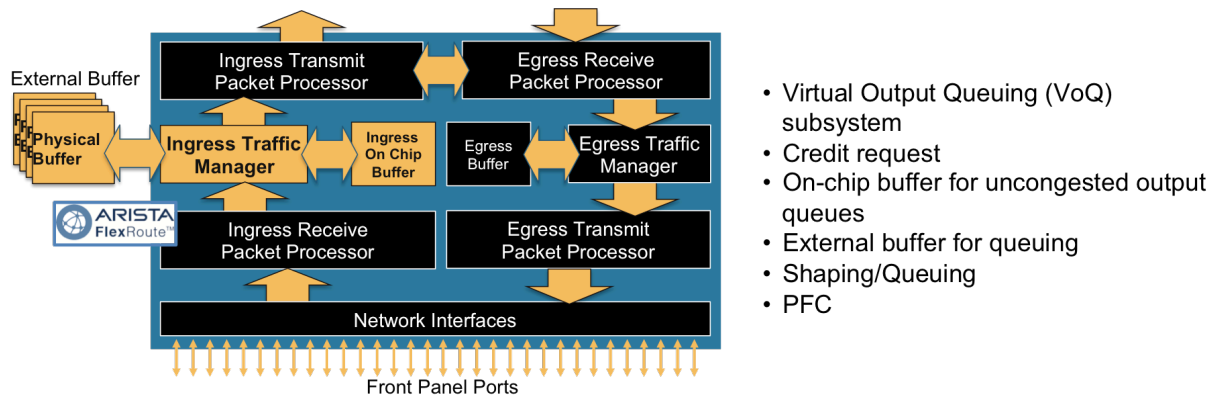 Ingress Transmit
Packet Processor
Egress Receive
Packet Processor
External Buffer
Physical
Buffer
Ingress Traffic
Manager
Ingress
On Chip
Buffer
Egress
Buffer
Egress Traffic
Manager
ARISTA
FlexRoute™
Ingress Receive
Packet Processor
Egress Transmit
Packet Processor
Network Interfaces
Front Panel Ports
• Virtual Output Queuing (VoQ)
subsystem
• Credit request
• On-chip buffer for uncongested output
queues
• External buffer for queuing
• Shaping/Queuing
• PFC